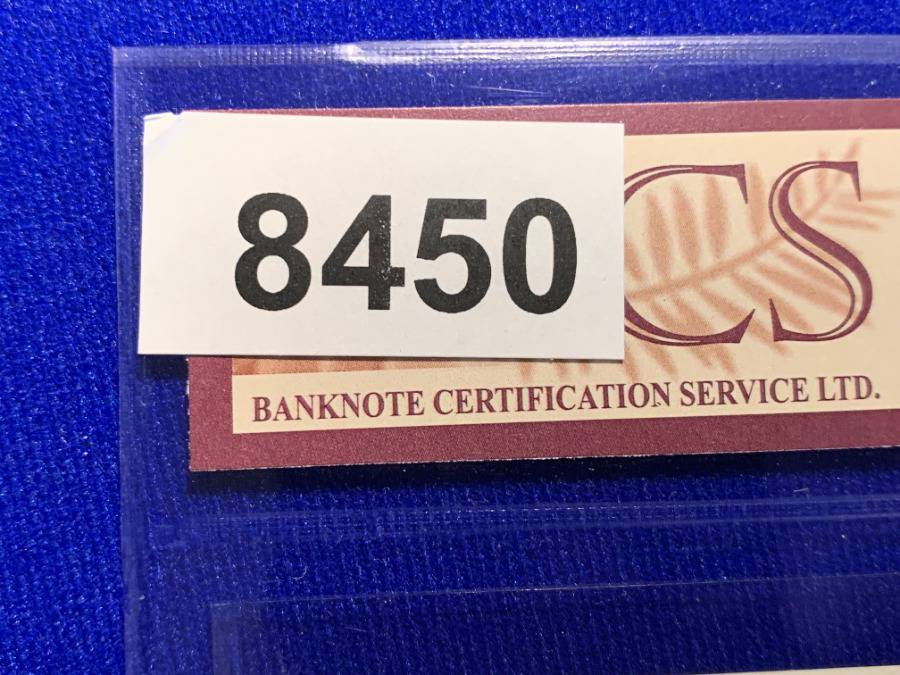 8450
CS
BANKNOTE CERTIFICATION SERVICE LTD.